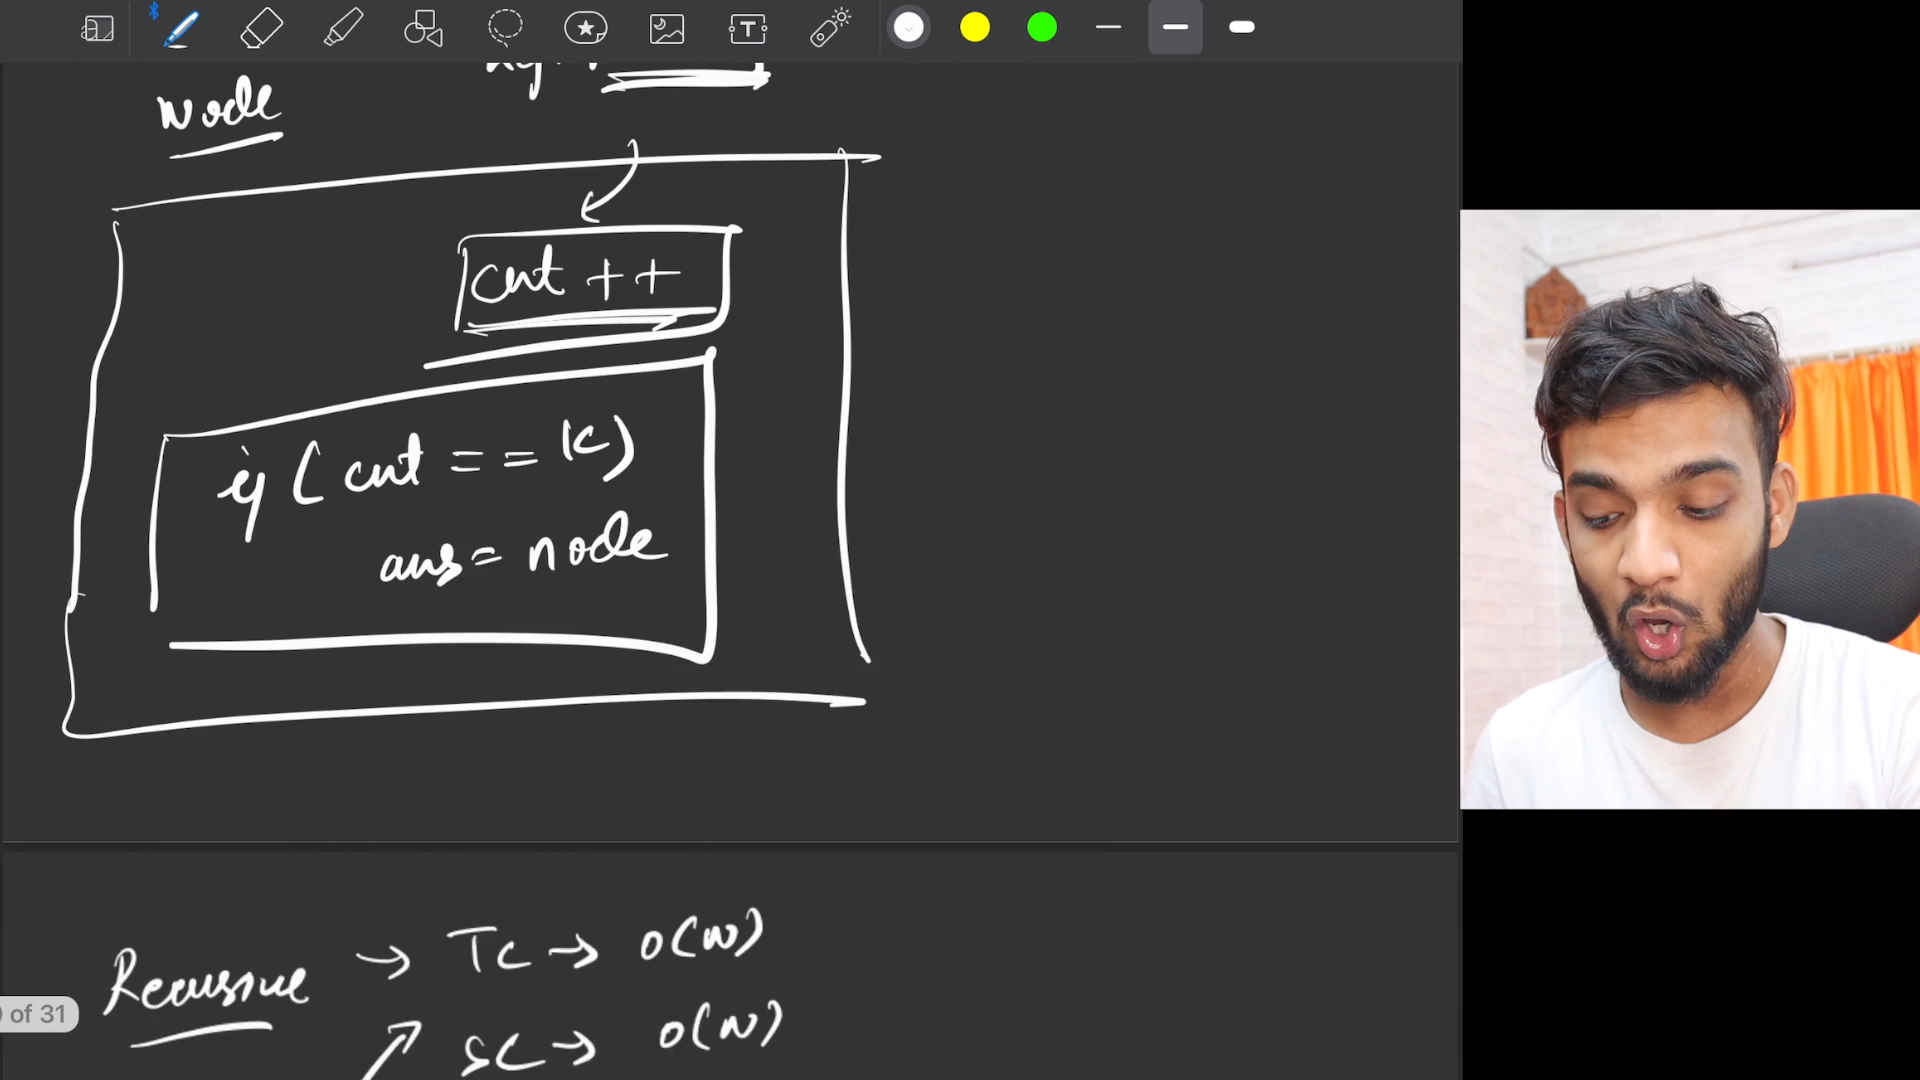 Node
cnt ++
if ( cnt == K)
ans = node
Recursive → TC → O(N)
SC → O(N)
of 31
T